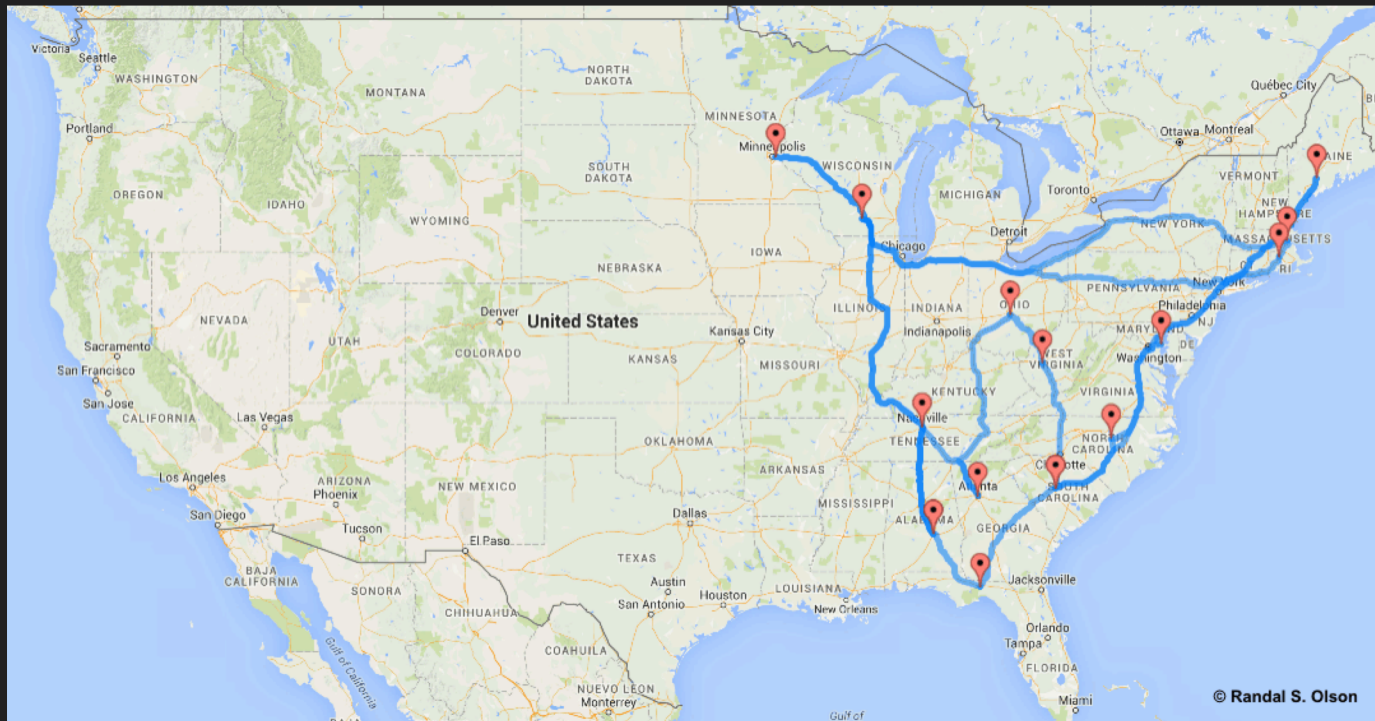 Victoria
Seattle
WASHINGTON
Portland
OREGON
IDAHO
MONTANA
NORTH
DAKOTA
MINNESOTA
Minne polis
SOUTH
DAKOTA
WISCONSIN
MICHIGAN
Toronto
Ottawa
Montreal
Québec City
AINE
VERMONT
NEW
HAMPSHIRE
MASSACHUSETTS
RI
NEW YORK
Detroit
Chicago
WYOMING
IOWA
NEBRASKA
NEVADA
UTAH
Denver
United States
COLORADO
Kansas City
KANSAS
MISSOURI
ILLINOI
INDIANA
Indianapolis
OHIO
PENNSYLVANIA
New York
Philadelphia
NJ
MARYLAND
DE
Washington
WEST
VIRGINIA
VIRGINIA
KENTUCKY
Sacramento
San Francisco
San Jose
CALIFORNIA
Las Vegas
Los Angeles
San Diego
ARIZONA
Phoenix
Tucson
NEW MEXICO
El Paso
OKLAHOMA
ARKANSAS
Nashville
TENNESSEE
NORTH
CAROLINA
Charlotte
SOUTH
CAROLINA
Atlanta
MISSISSIPPI
ALABAMA
GEORGIA
Dallas
TEXAS
Austin
San Antonio
Houston
LOUISIANA
New Orleans
Jacksonville
Orlando
Tampa
FLORIDA
Miami
BAJA
CALIFORNIA
SONORA
CHIHUAHUA
COAHUILA
NUEVO LEON
Monterrey
Gulf of California
Gulf of
© Randal S. Olson